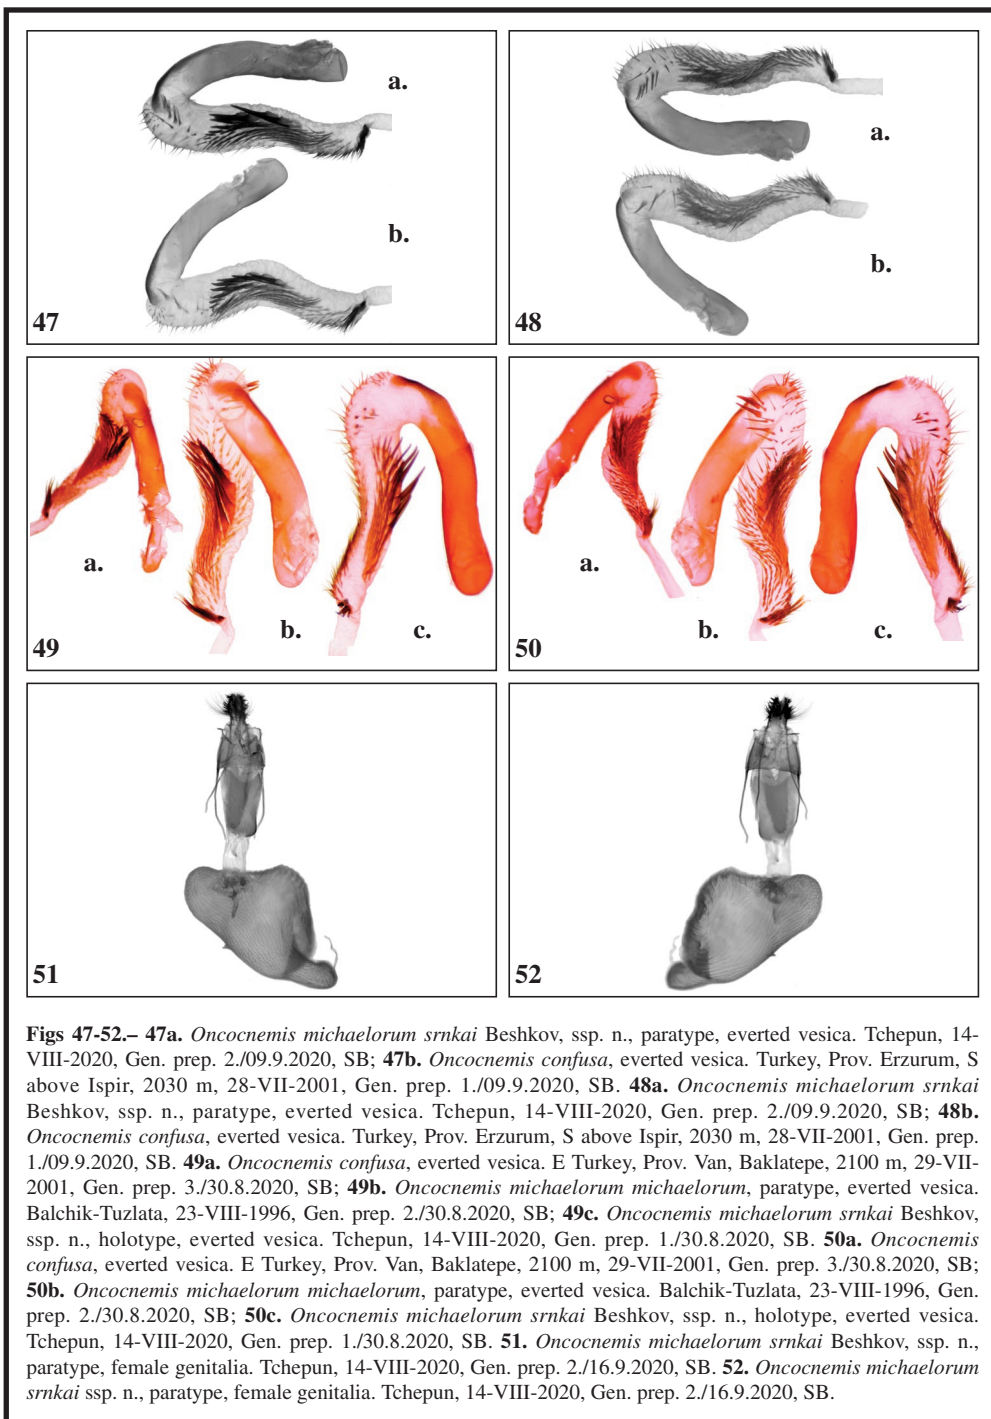 a.
b.
47
a.
b.
48
a.
b.
c.
49
a.
b.
c.
50
51
52
Figs 47-52.– 47a. Oncocnemis michaelorum srnkai Beshkov, ssp. n., paratype, everted vesica. Tchepun, 14-
VIII-2020, Gen. prep. 2./09.9.2020, SB; 47b. Oncocnemis confusa, everted vesica. Turkey, Prov. Erzurum, S
above Ispir, 2030 m, 28-VII-2001, Gen. prep. 1./09.9.2020, SB. 48a. Oncocnemis michaelorum srnkai
Beshkov, ssp. n., paratype, everted vesica. Tchepun, 14-VIII-2020, Gen. prep. 2./09.9.2020, SB; 48b.
Oncocnemis confusa, everted vesica. Turkey, Prov. Erzurum, S above Ispir, 2030 m, 28-VII-2001, Gen. prep.
1./09.9.2020, SB. 49a. Oncocnemis confusa, everted vesica. E Turkey, Prov. Van, Baklatepe, 2100 m, 29-VII-
2001, Gen. prep. 3./30.8.2020, SB; 49b. Oncocnemis michaelorum michaelorum, paratype, everted vesica.
Balchik-Tuzlata, 23-VIII-1996, Gen. prep. 2./30.8.2020, SB; 49c. Oncocnemis michaelorum srnkai Beshkov,
ssp. n., holotype, everted vesica. Tchepun, 14-VIII-2020, Gen. prep. 1./30.8.2020, SB. 50a. Oncocnemis
confusa, everted vesica. E Turkey, Prov. Van, Baklatepe, 2100 m, 29-VII-2001, Gen. prep. 3./30.8.2020, SB;
50b. Oncocnemis michaelorum michaelorum, paratype, everted vesica. Balchik-Tuzlata, 23-VIII-1996, Gen.
prep. 2./30.8.2020, SB; 50c. Oncocnemis michaelorum srnkai Beshkov, ssp. n., holotype, everted vesica.
Tchepun, 14-VIII-2020, Gen. prep. 1./30.8.2020, SB. 51. Oncocnemis michaelorum srnkai Beshkov, ssp. n.,
paratype, female genitalia. Tchepun, 14-VIII-2020, Gen. prep. 2./16.9.2020, SB. 52. Oncocnemis michaelorum
srnkai ssp. n., paratype, female genitalia. Tchepun, 14-VIII-2020, Gen. prep. 2./16.9.2020, SB.